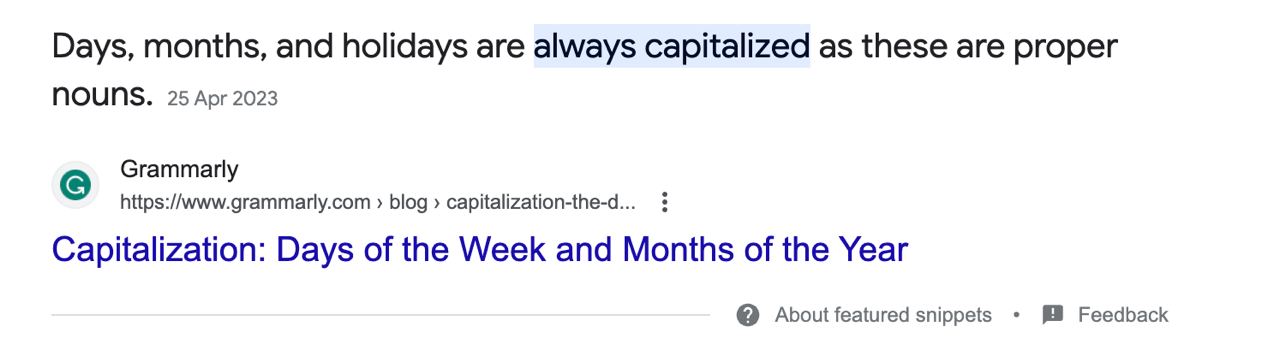 Days, months, and holidays are always capitalized as these are proper
nouns. 25 Apr 2023
Grammarly
https://www.grammarly.com › blog › capitalization-the-d...
Capitalization: Days of the Week and Months of the Year
About featured snippets • Feedback